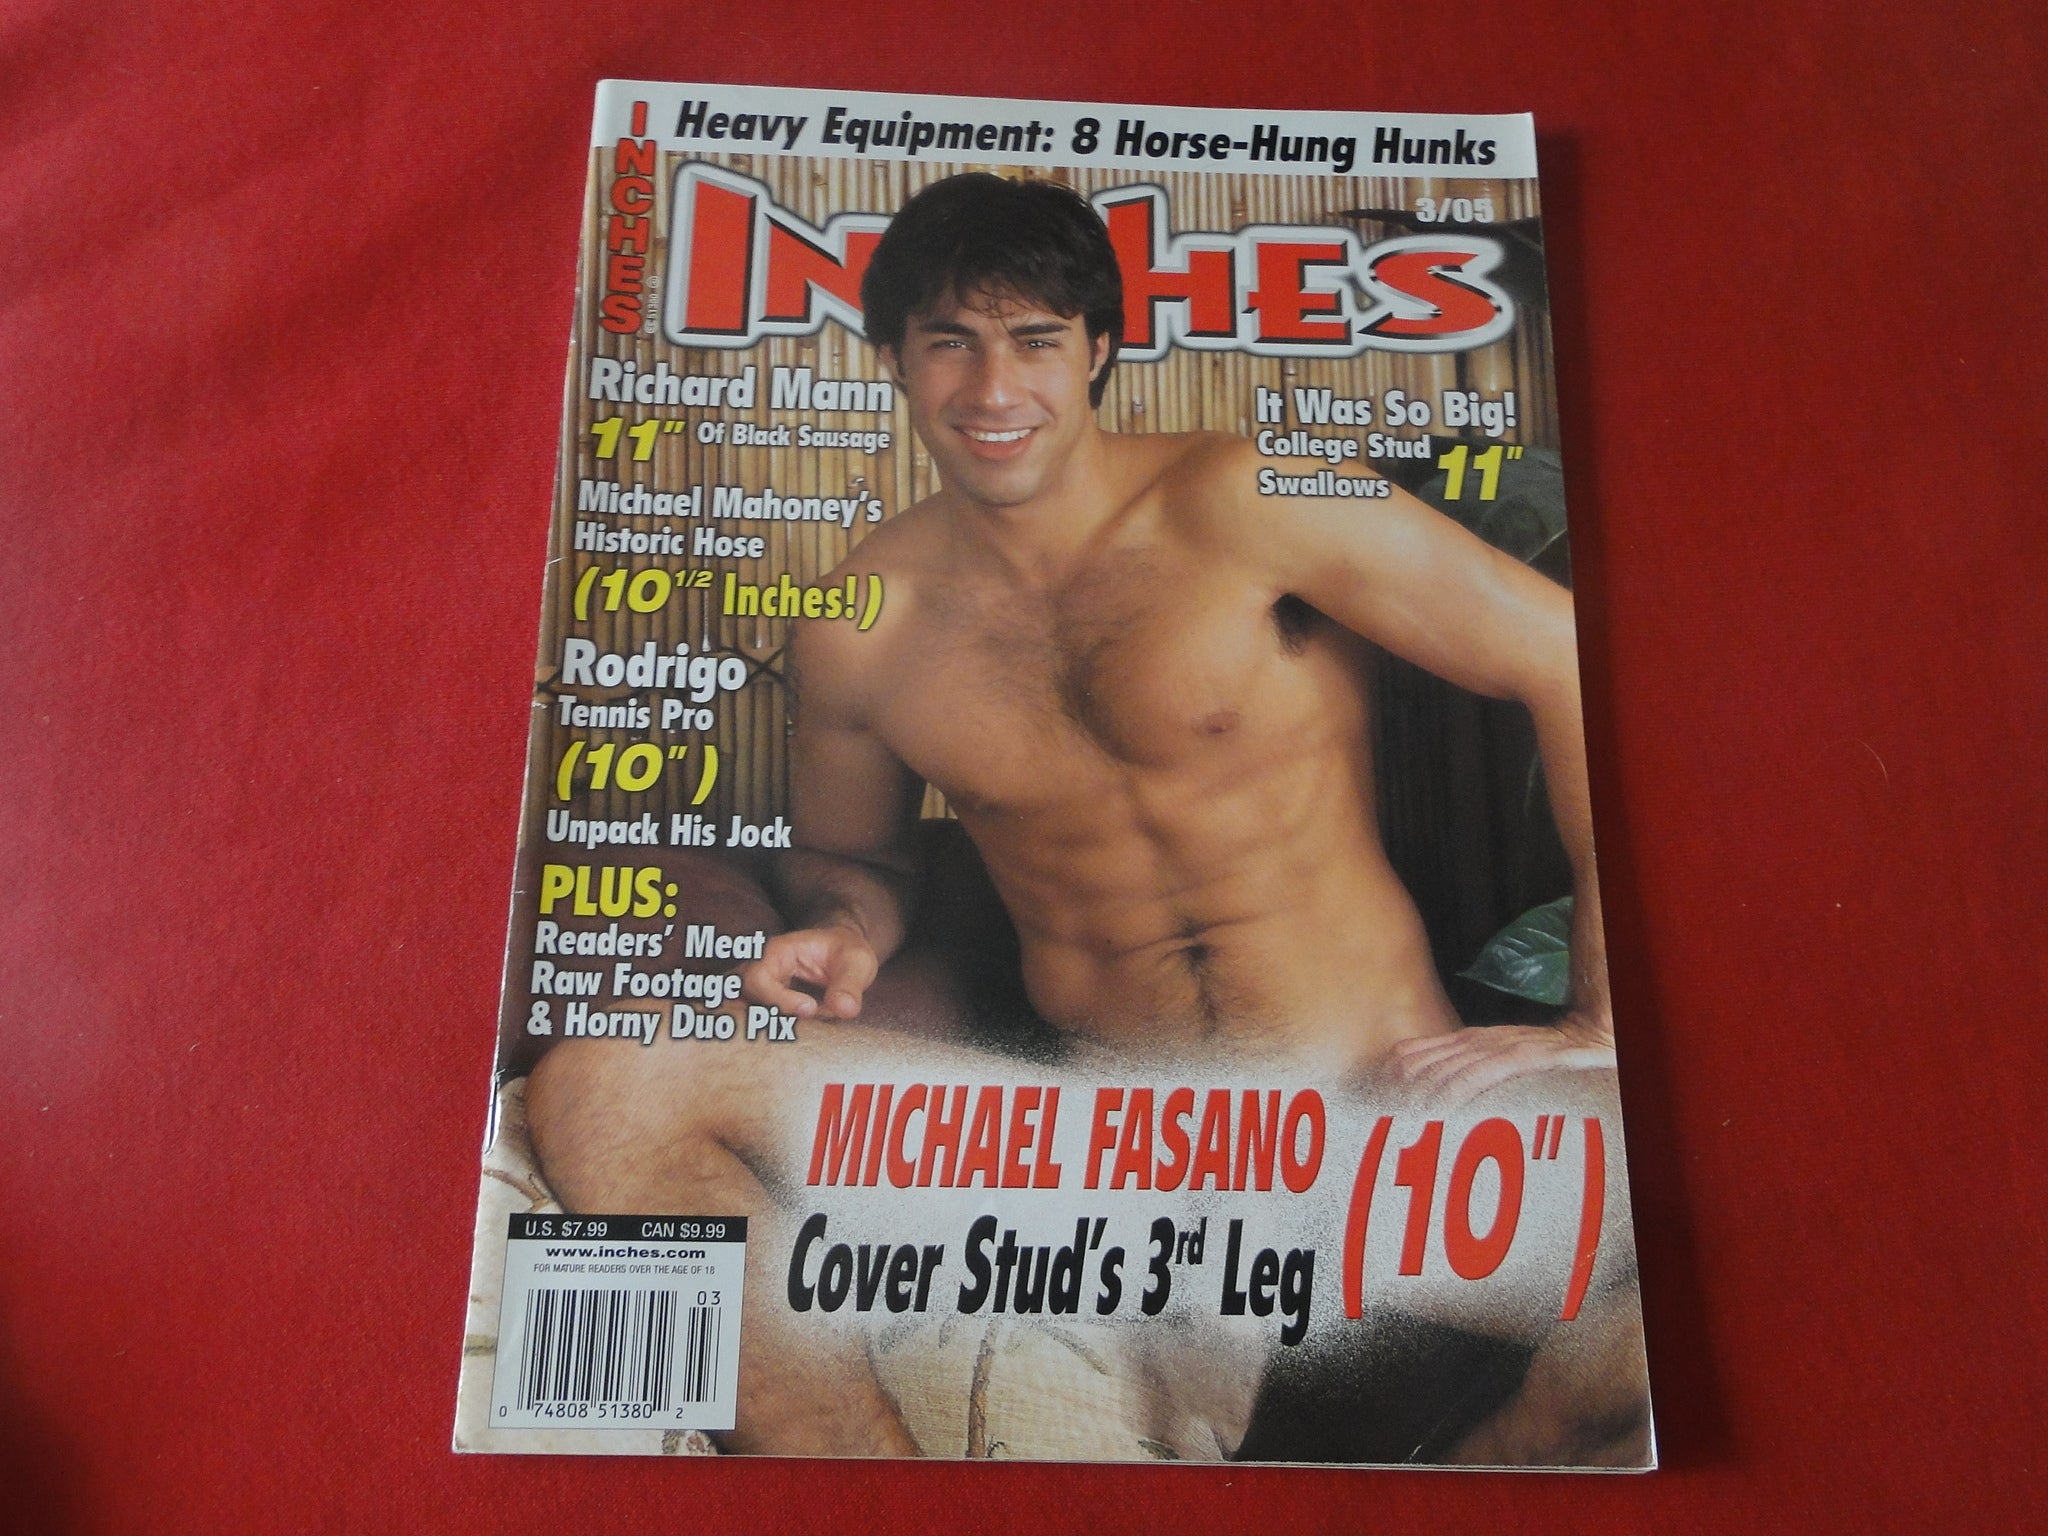 Heavy Equipment: 8 Horse-Hung Hunks
INCHES
INCHES
3/05
Richard Mann
11" Of Black Sausage
Michael Mahoney's
Historic Hose
(10 1/2 Inches!)
Rodrigo
Tennis Pro
(10")
Unpack His Jock
PLUS:
Readers' Meat
Raw Footage
& Horny Duo Pix
It Was So Big!
College Stud
Swallows 11"
MICHAEL FASANO
Cover Stud's 3rd Leg
(10")
U.S. $7.99 CAN $9.99
www.inches.com
FOR MATURE READERS OVER THE AGE OF 18
03
0 74808 51380 2